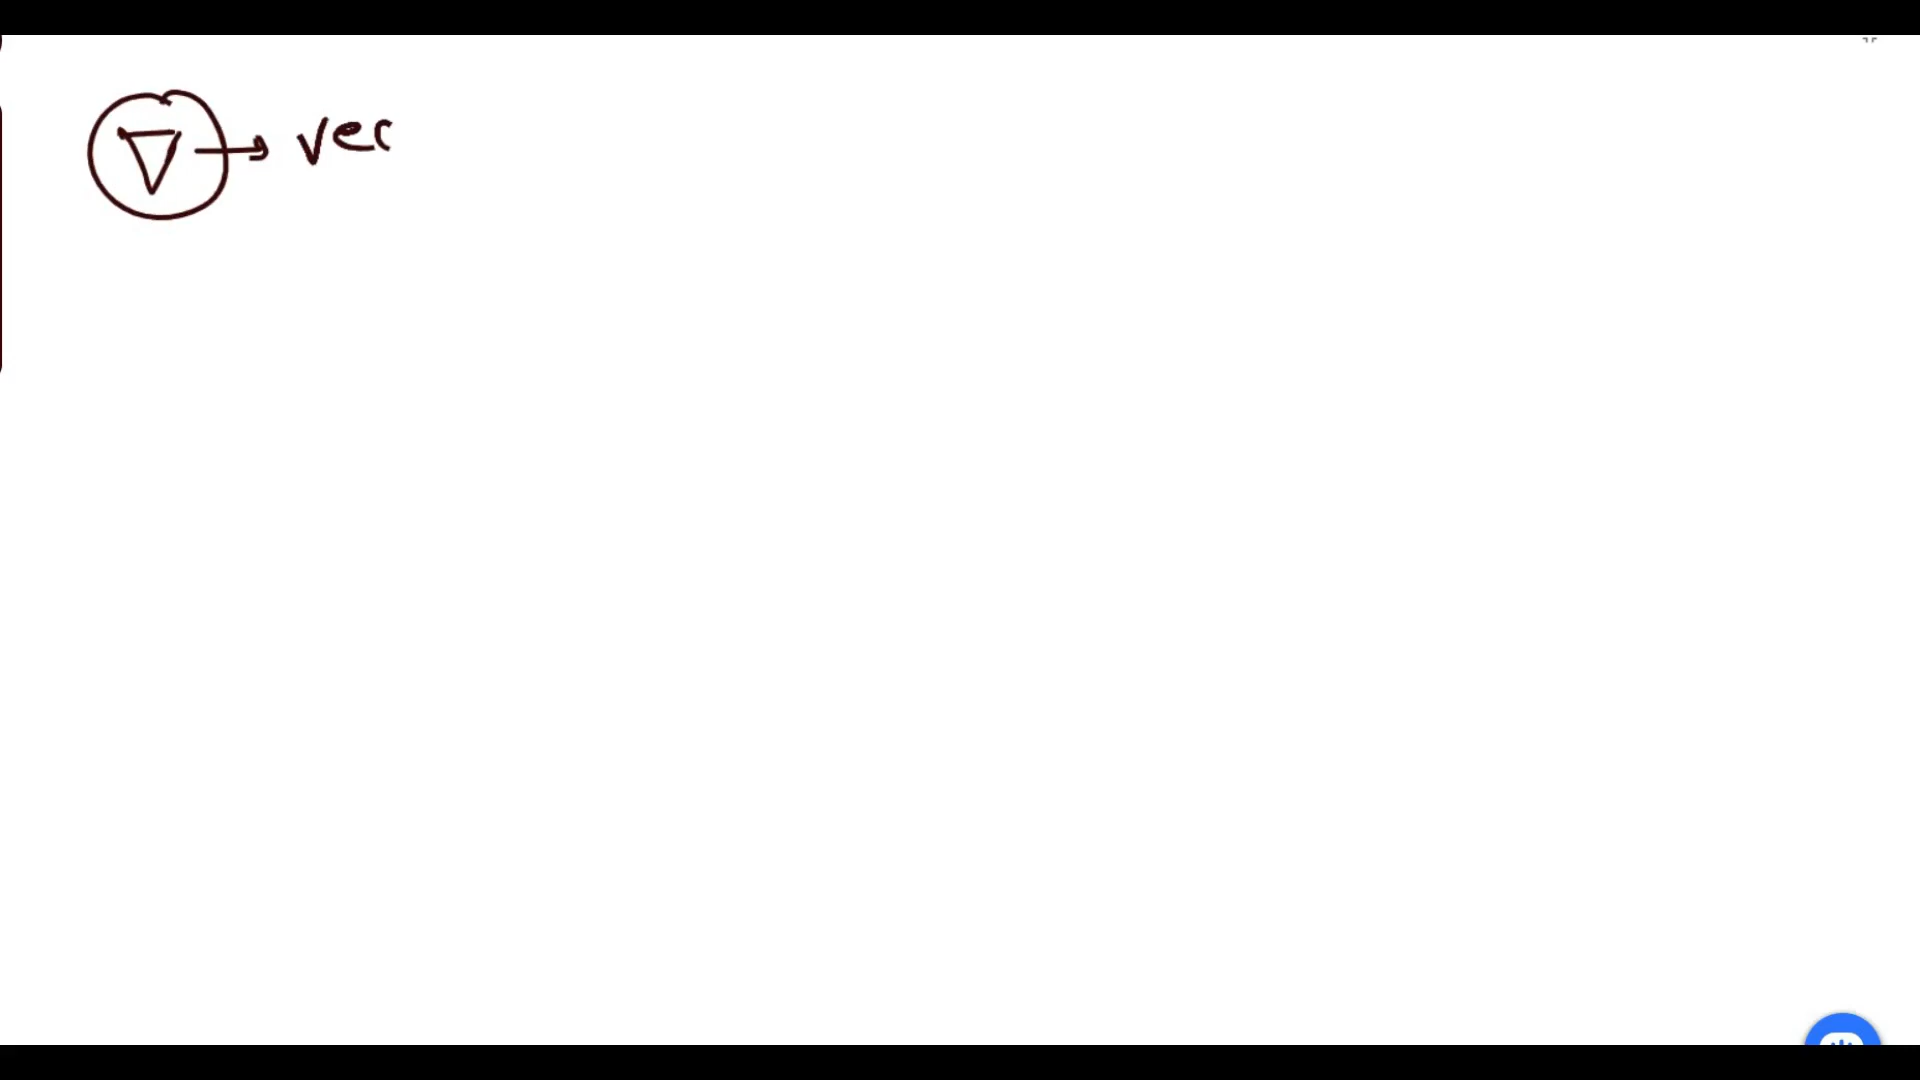 ∇ → vec